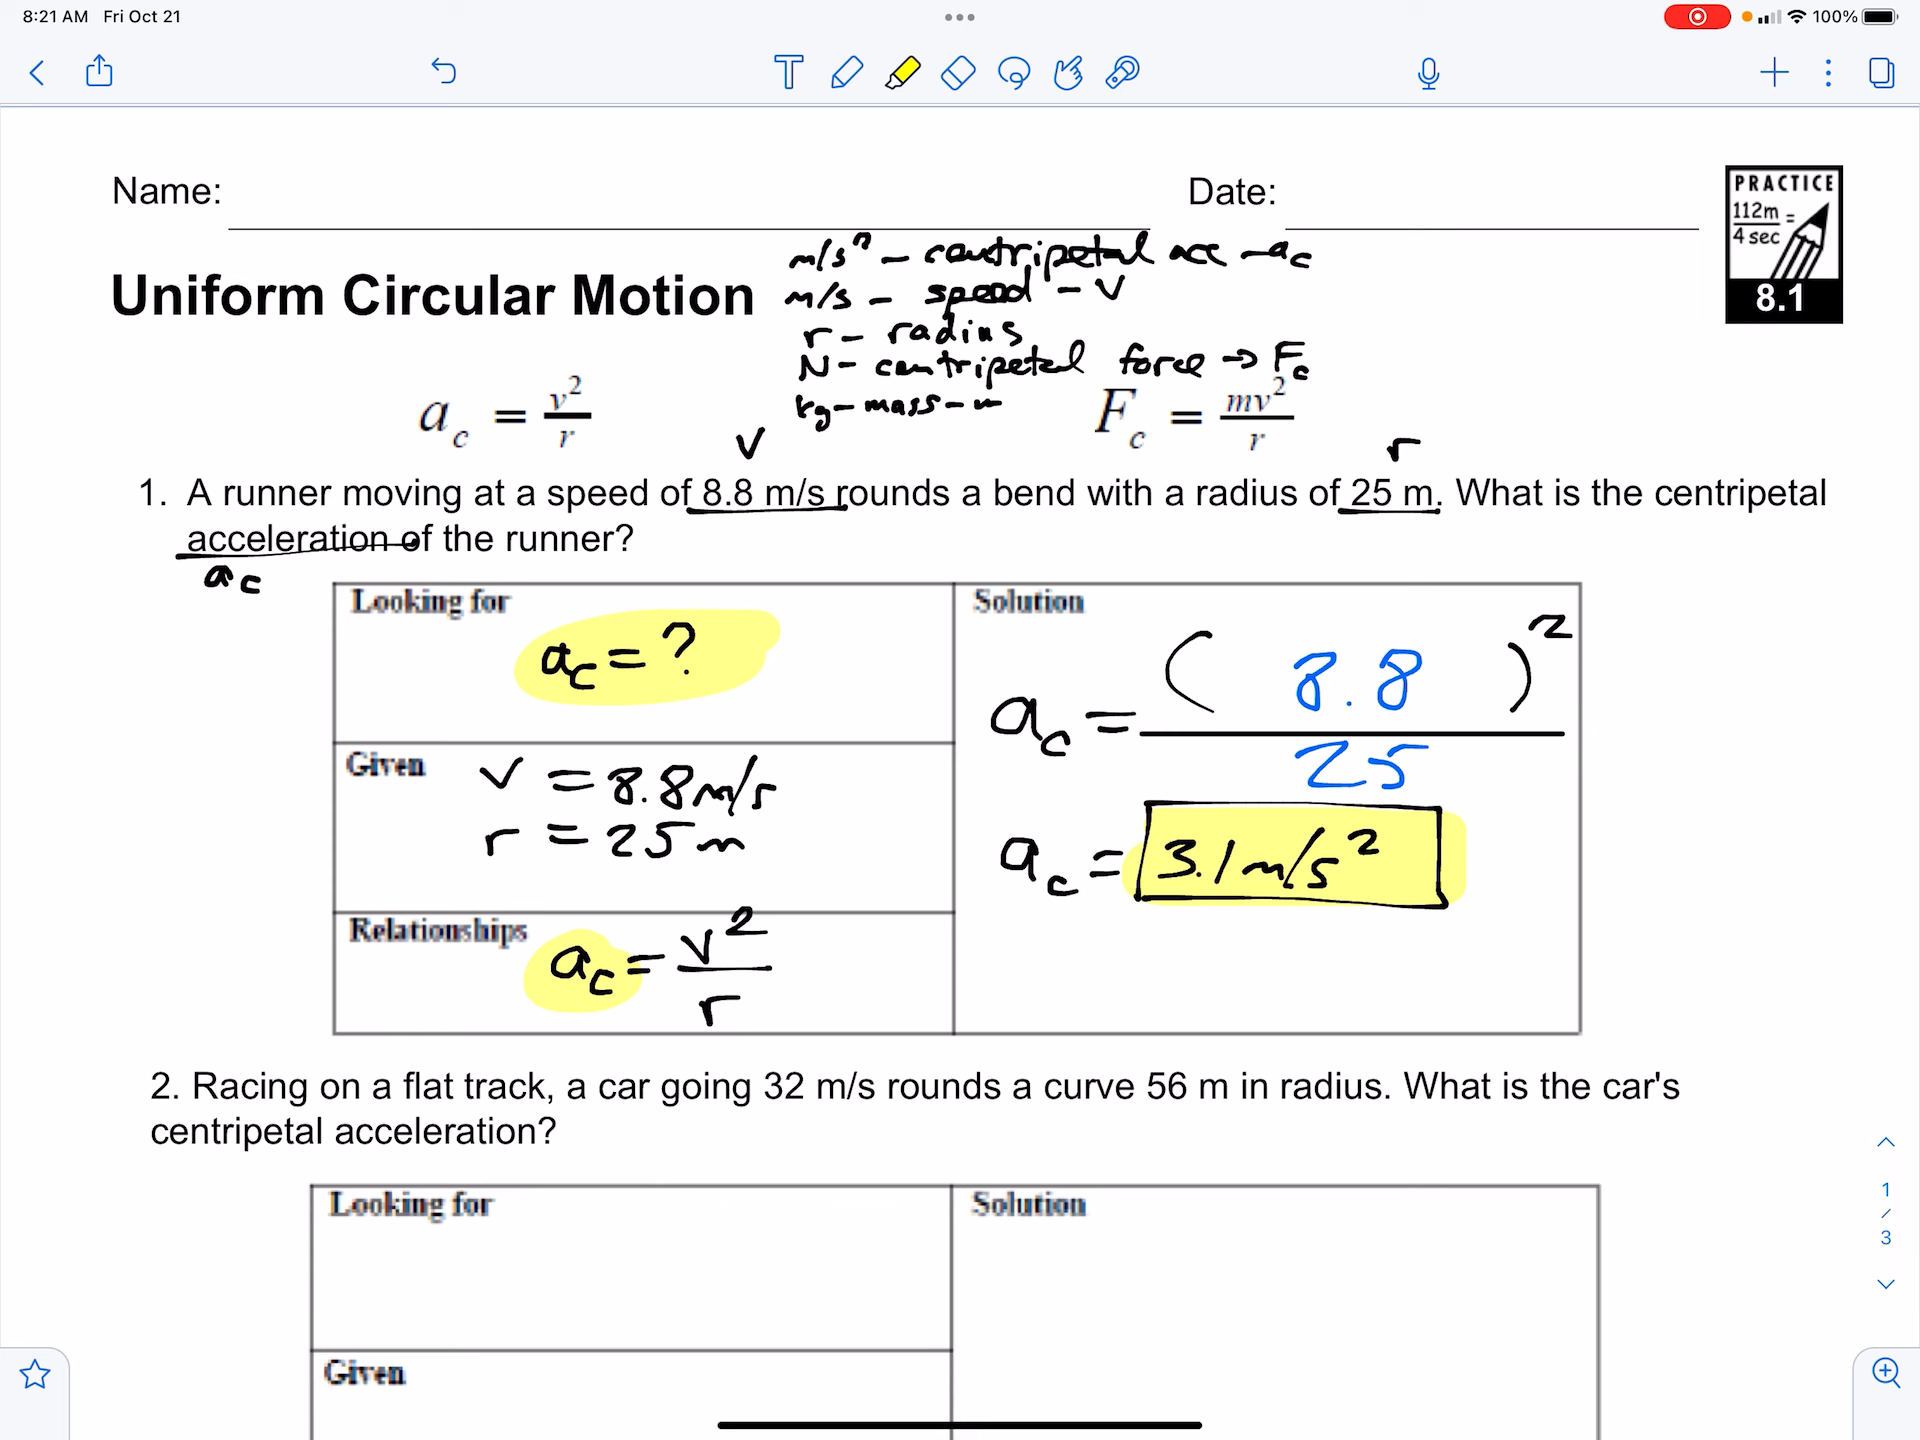 8:21 AM Fri Oct 21
100%
Name:
Date:
PRACTICE
112m
4 sec =
8.1
m/s² – centripetal acc – ac
Uniform Circular Motion
m/s – speed – v
r – radius
N – centripetal force → Fc
kg – mass – m
a_c = v²/r
F_c = mv²/r
v
r
1. A runner moving at a speed of 8.8 m/s rounds a bend with a radius of 25 m. What is the centripetal
acceleration of the runner?
ac
Looking for
ac = ?
Given
v = 8.8 m/s
r = 25 m
Relationships
ac = v²/r
Solution
ac = (8.8)²/25
ac = 3.1 m/s²
2. Racing on a flat track, a car going 32 m/s rounds a curve 56 m in radius. What is the car's
centripetal acceleration?
Looking for
Solution
Given
1
/
3